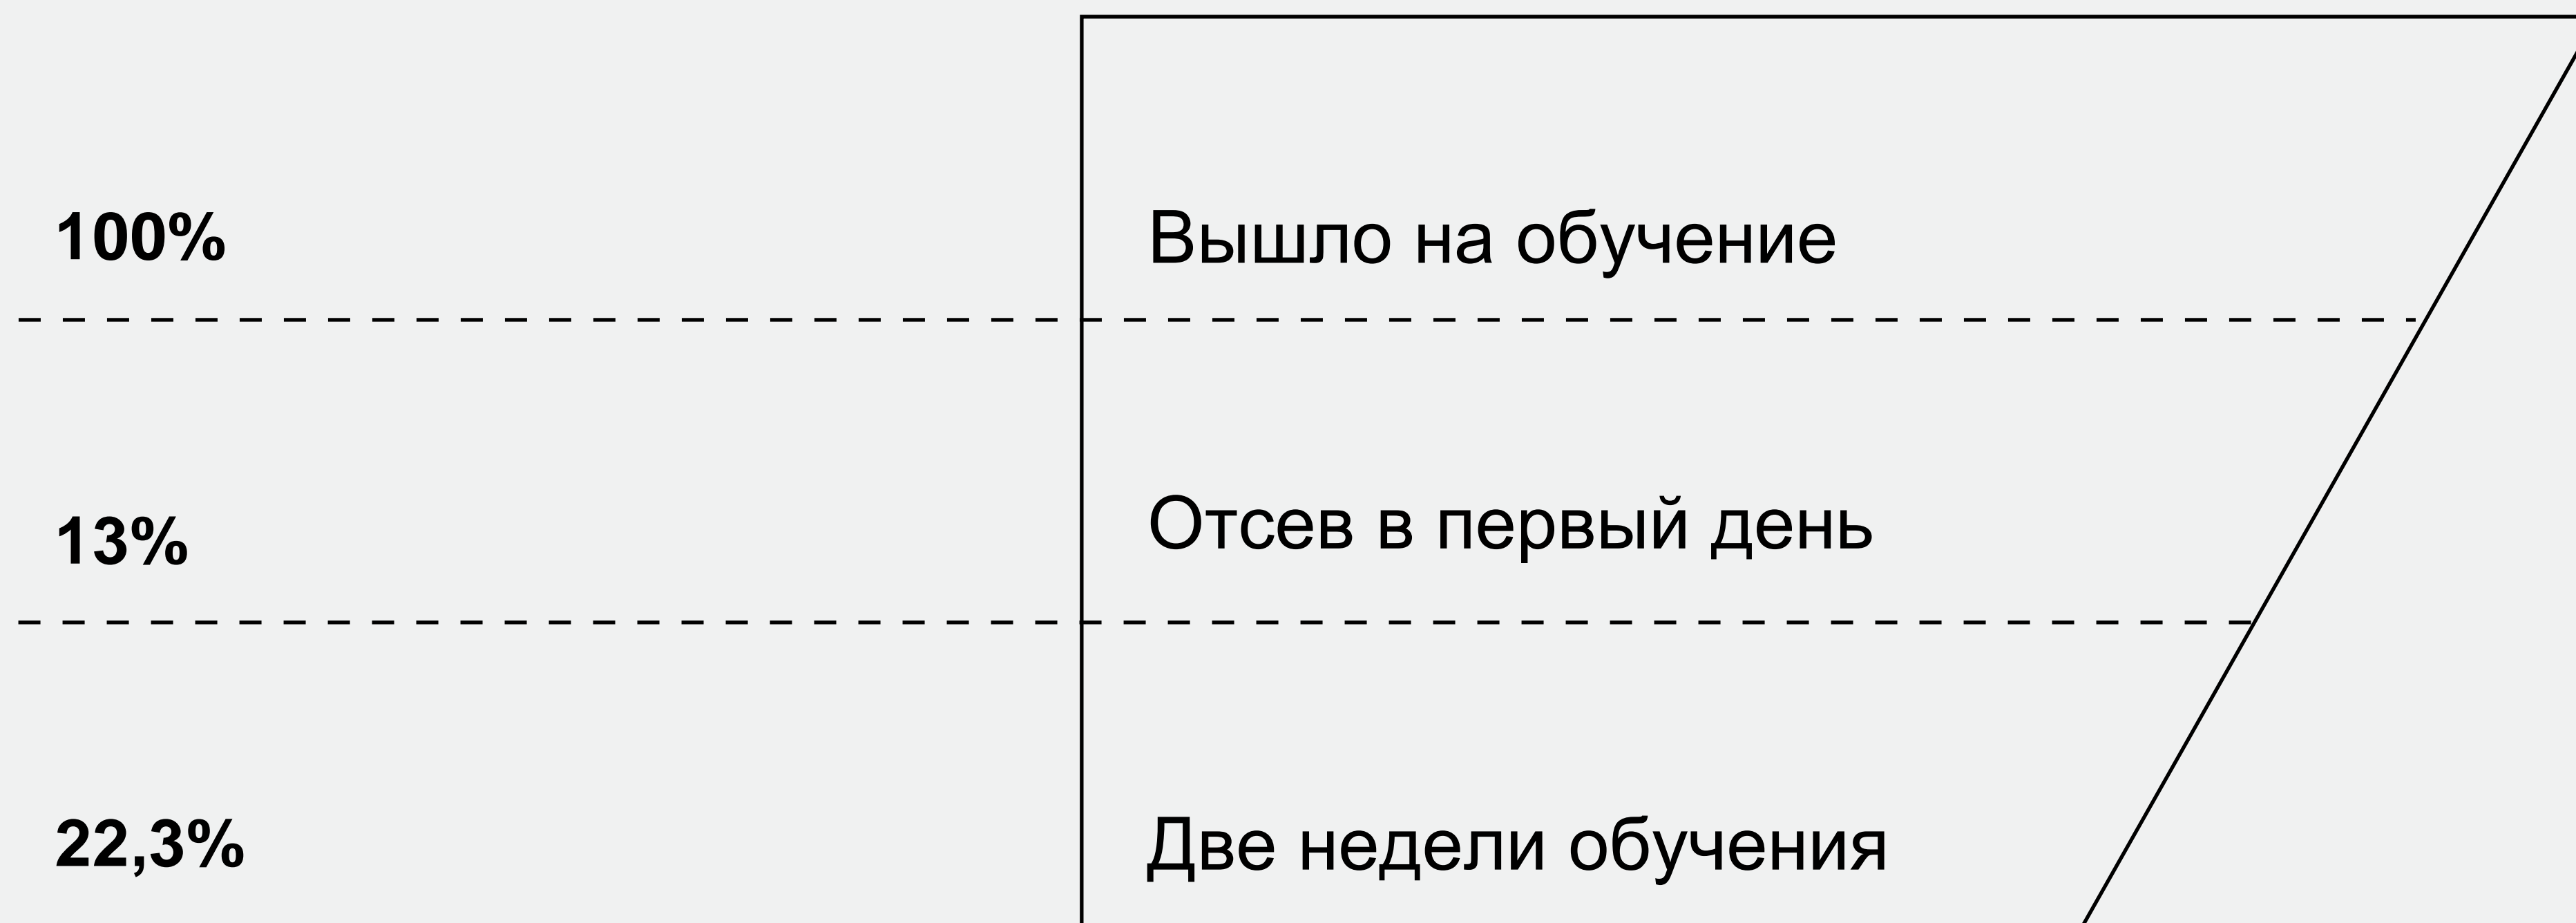 100% Вышло на обучение
13% Отсев в первый день
22,3% Две недели обучения